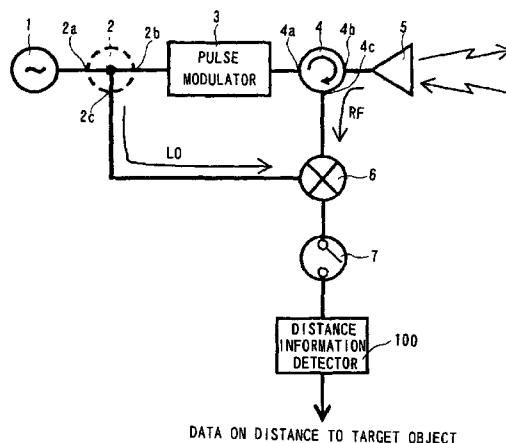 1
2a
2
2b
2c
3
PULSE
MODULATOR
4a
4
4b
4c
5
RF
LO
6
7
DISTANCE
INFORMATION
DETECTOR
100
DATA ON DISTANCE TO TARGET OBJECT